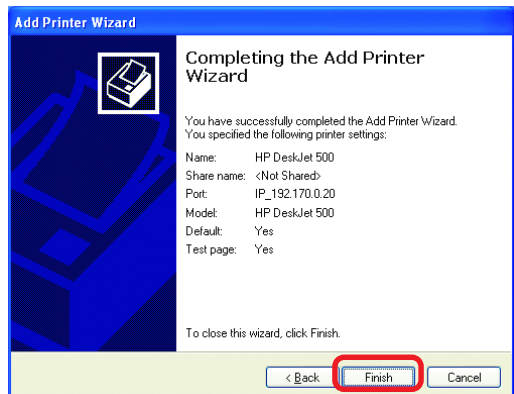 Add Printer Wizard
Completing the Add Printer
Wizard
You have successfully completed the Add Printer Wizard.
You specified the following printer settings:
Name: HP DeskJet 500
Share name: <Not Shared>
Port: IP_192.170.0.20
Model: HP DeskJet 500
Default: Yes
Test page: Yes
To close this wizard, click Finish.
< Back Finish Cancel